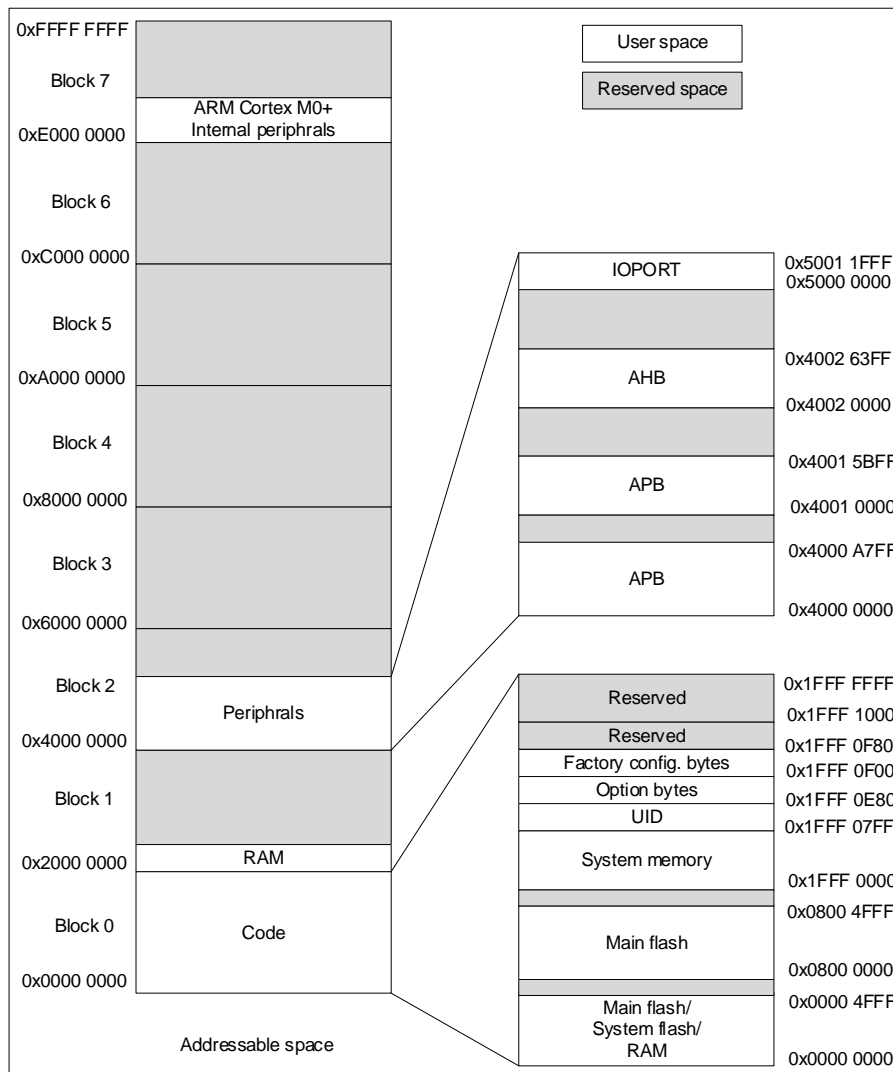 0xFFFF FFFF
Block 7
ARM Cortex M0+
Internal periphrals
0xE000 0000
Block 6
0xC000 0000
Block 5
0xA000 0000
Block 4
0x8000 0000
Block 3
0x6000 0000
Block 2
Periphrals
0x4000 0000
Block 1
RAM
0x2000 0000
Block 0
Code
0x0000 0000
Addressable space
User space
Reserved space
IOPORT
0x5001 1FFF
0x5000 0000
AHB
0x4002 63FF
0x4002 0000
APB
0x4001 5BFF
0x4001 0000
APB
0x4000 A7FF
0x4000 0000
Reserved
0x1FFF FFFF
0x1FFF 1000
Reserved
0x1FFF 0F80
Factory config. bytes
0x1FFF 0F00
Option bytes
0x1FFF 0E80
UID
0x1FFF 07FF
System memory
0x1FFF 0000
0x0800 4FFF
Main flash
0x0800 0000
0x0000 4FFF
Main flash/
System flash/
RAM
0x0000 0000